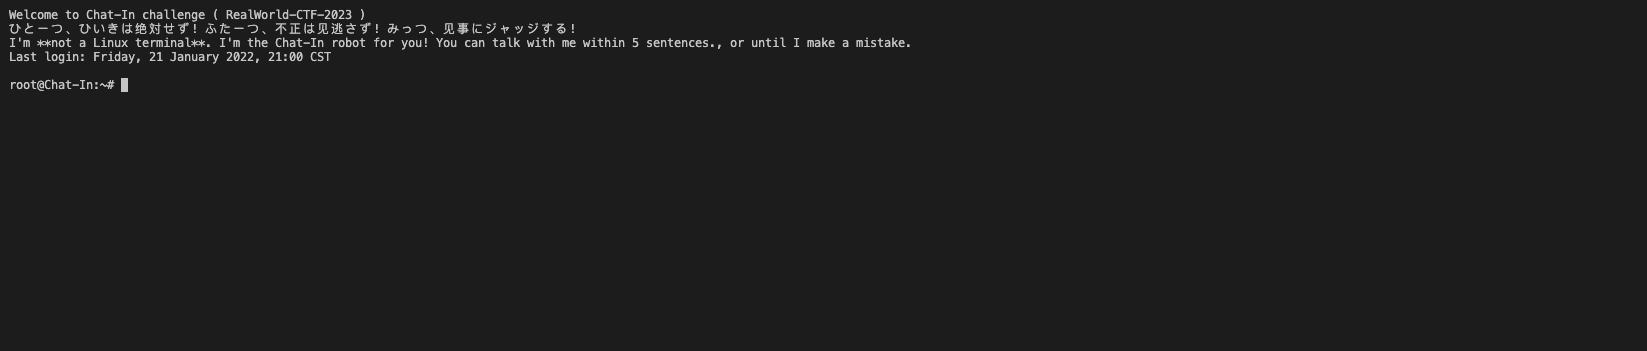 Welcome to Chat-In challenge ( RealWorld-CTF-2023 )
ひとーつ、ひいきは绝対せず！ふたーつ、不正は见逃さず！みっつ、见事にジャッジする！
I'm **not a Linux terminal**. I'm the Chat-In robot for you! You can talk with me within 5 sentences., or until I make a mistake.
Last login: Friday, 21 January 2022, 21:00 CST
root@Chat-In:~#